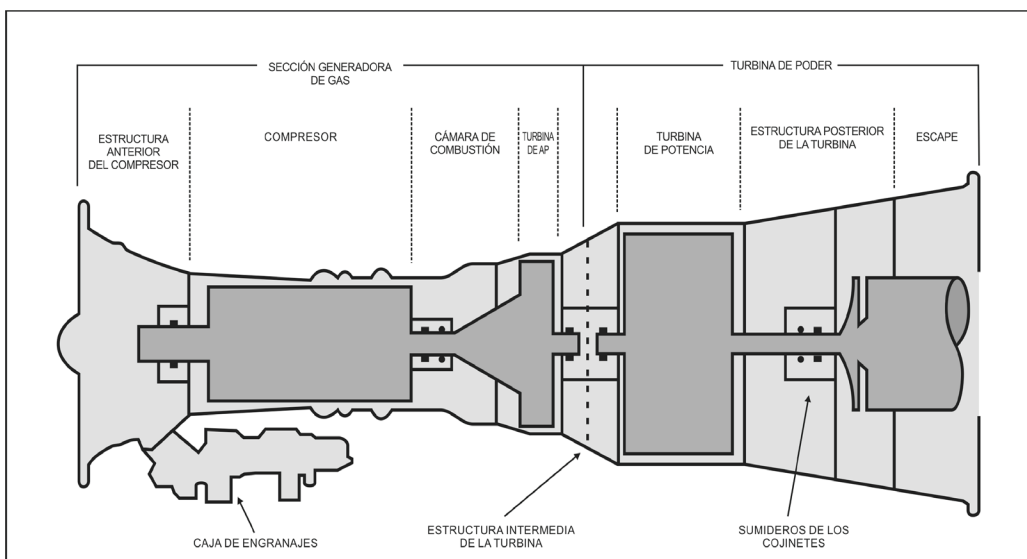 SECCIÓN GENERADORA
DE GAS
TURBINA DE PODER
ESTRUCTURA
ANTERIOR
DEL COMPRESOR
COMPRESOR
CÁMARA DE
COMBUSTIÓN
TURBINA
DE AP
TURBINA
DE POTENCIA
ESTRUCTURA POSTERIOR
DE LA TURBINA
ESCAPE
CAJA DE ENGRANAJES
ESTRUCTURA INTERMEDIA
DE LA TURBINA
SUMIDEROS DE LOS
COJINETES